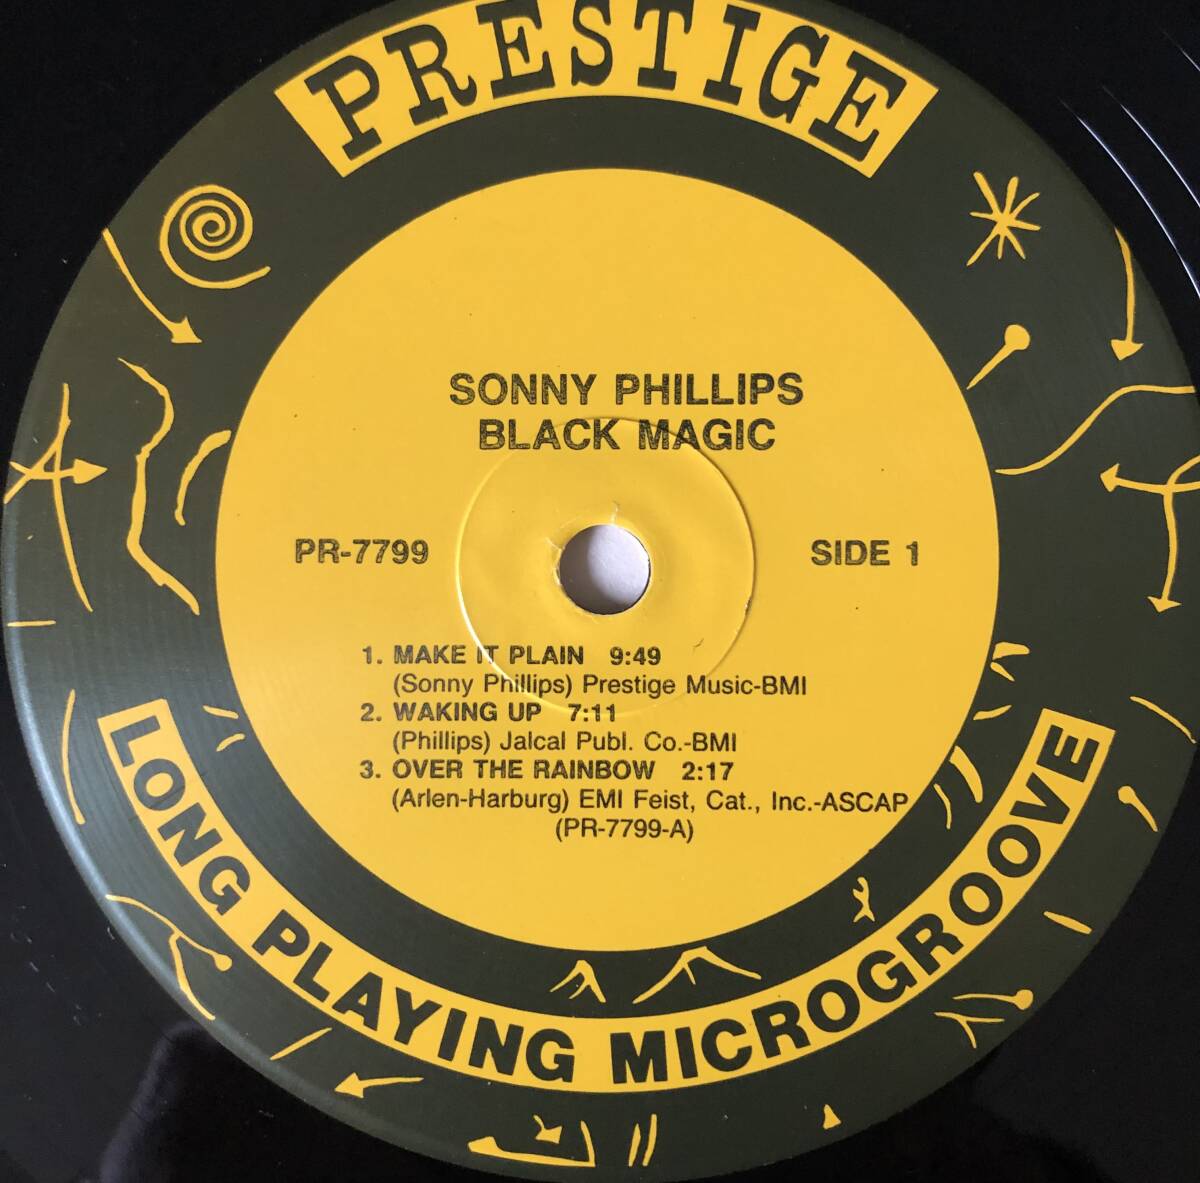 PRESTIGE
SONNY PHILLIPS
BLACK MAGIC
PR-7799
SIDE 1
1. MAKE IT PLAIN 9:49
(Sonny Phillips) Prestige Music-BMI
2. WAKING UP 7:11
(Phillips) Jalcal Publ. Co.-BMI
3. OVER THE RAINBOW 2:17
(Arlen-Harburg) EMI Feist, Cat., Inc.-ASCAP
(PR-7799-A)
LONG PLAYING MICROGROOVE